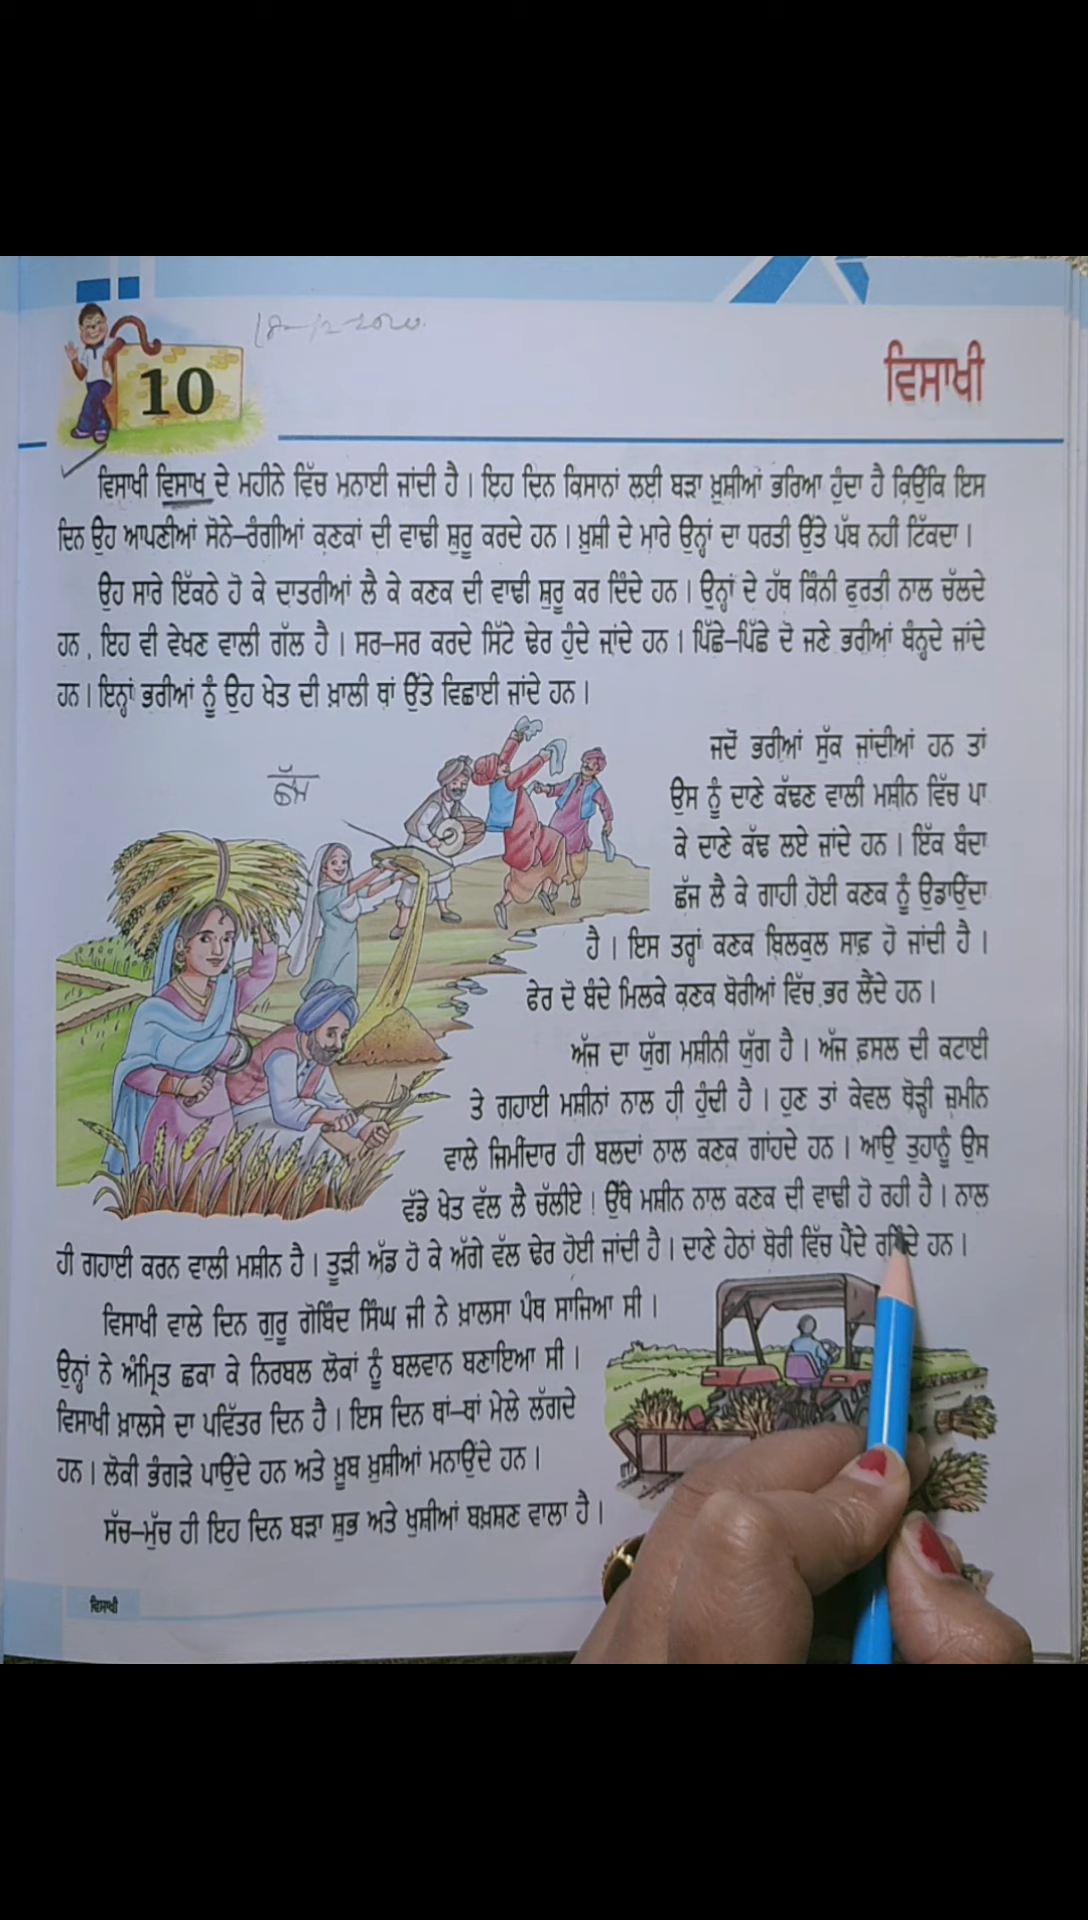 18-12-2020.
10
ਵਿਸਾਖੀ
ਵਿਸਾਖੀ ਵਿਸਾਖ ਦੇ ਮਹੀਨੇ ਵਿੱਚ ਮਨਾਈ ਜਾਂਦੀ ਹੈ। ਇਹ ਦਿਨ ਕਿਸਾਨਾਂ ਲਈ ਬੜਾ ਖ਼ੁਸ਼ੀਆਂ ਭਰਿਆ ਹੁੰਦਾ ਹੈ ਕਿਉਂਕਿ ਇਸ
ਦਿਨ ਉਹ ਆਪਣੀਆਂ ਸੋਨੇ-ਰੰਗੀਆਂ ਕਣਕਾਂ ਦੀ ਵਾਢੀ ਸ਼ੁਰੂ ਕਰਦੇ ਹਨ। ਖ਼ੁਸ਼ੀ ਦੇ ਮਾਰੇ ਉਨ੍ਹਾਂ ਦਾ ਧਰਤੀ ਉੱਤੇ ਪੱਬ ਨਹੀਂ ਟਿੱਕਦਾ।
ਉਹ ਸਾਰੇ ਇੱਕਠੇ ਹੋ ਕੇ ਦਾਤਰੀਆਂ ਲੈ ਕੇ ਕਣਕ ਦੀ ਵਾਢੀ ਸ਼ੁਰੂ ਕਰ ਦਿੰਦੇ ਹਨ। ਉਨ੍ਹਾਂ ਦੇ ਹੱਥ ਕਿੰਨੀ ਫੁਰਤੀ ਨਾਲ ਚੱਲਦੇ
ਹਨ, ਇਹ ਵੀ ਵੇਖਣ ਵਾਲੀ ਗੱਲ ਹੈ। ਸਰ-ਸਰ ਕਰਦੇ ਸਿੱਟੇ ਢੇਰ ਹੁੰਦੇ ਜਾਂਦੇ ਹਨ। ਪਿੱਛੇ-ਪਿੱਛੇ ਦੋ ਜਣੇ ਭਰੀਆਂ ਬੰਨ੍ਹਦੇ ਜਾਂਦੇ
ਹਨ। ਇਨ੍ਹਾਂ ਭਰੀਆਂ ਨੂੰ ਉਹ ਖੇਤ ਦੀ ਖ਼ਾਲੀ ਥਾਂ ਉੱਤੇ ਵਿਛਾਈ ਜਾਂਦੇ ਹਨ।
ਜਦੋਂ ਭਰੀਆਂ ਸੁੱਕ ਜਾਂਦੀਆਂ ਹਨ ਤਾਂ
ਉਸ ਨੂੰ ਦਾਣੇ ਕੱਢਣ ਵਾਲੀ ਮਸ਼ੀਨ ਵਿੱਚ ਪਾ
ਕੇ ਦਾਣੇ ਕੱਢ ਲਏ ਜਾਂਦੇ ਹਨ। ਇੱਕ ਬੰਦਾ
ਛੱਜ ਲੈ ਕੇ ਗਾਹੀ ਹੋਈ ਕਣਕ ਨੂੰ ਉਡਾਉਂਦਾ
ਹੈ। ਇਸ ਤਰ੍ਹਾਂ ਕਣਕ ਬਿਲਕੁਲ ਸਾਫ਼ ਹੋ ਜਾਂਦੀ ਹੈ।
ਫੇਰ ਦੋ ਬੰਦੇ ਮਿਲਕੇ ਕਣਕ ਬੋਰੀਆਂ ਵਿੱਚ ਭਰ ਲੈਂਦੇ ਹਨ।
ਅੱਜ ਦਾ ਯੁੱਗ ਮਸ਼ੀਨੀ ਯੁੱਗ ਹੈ। ਅੱਜ ਫ਼ਸਲ ਦੀ ਕਟਾਈ
ਤੇ ਗਹਾਈ ਮਸ਼ੀਨਾਂ ਨਾਲ ਹੀ ਹੁੰਦੀ ਹੈ। ਹੁਣ ਤਾਂ ਕੇਵਲ ਥੋੜ੍ਹੀ ਜ਼ਮੀਨ
ਵਾਲੇ ਜਿਮੀਂਦਾਰ ਹੀ ਬਲਦਾਂ ਨਾਲ ਕਣਕ ਗਾਂਹਦੇ ਹਨ। ਆਉ ਤੁਹਾਨੂੰ ਉਸ
ਵੱਡੇ ਖੇਤ ਵੱਲ ਲੈ ਚੱਲੀਏ! ਉੱਥੇ ਮਸ਼ੀਨ ਨਾਲ ਕਣਕ ਦੀ ਵਾਢੀ ਹੋ ਰਹੀ ਹੈ। ਨਾਲ
ਹੀ ਗਹਾਈ ਕਰਨ ਵਾਲੀ ਮਸ਼ੀਨ ਹੈ। ਤੂੜੀ ਅੱਡ ਹੋ ਕੇ ਅੱਗੇ ਵੱਲ ਢੇਰ ਹੋਈ ਜਾਂਦੀ ਹੈ। ਦਾਣੇ ਹੇਠਾਂ ਬੋਰੀ ਵਿੱਚ ਪੈਂਦੇ ਰਹਿੰਦੇ ਹਨ।
ਵਿਸਾਖੀ ਵਾਲੇ ਦਿਨ ਗੁਰੂ ਗੋਬਿੰਦ ਸਿੰਘ ਜੀ ਨੇ ਖ਼ਾਲਸਾ ਪੰਥ ਸਾਜਿਆ ਸੀ।
ਉਨ੍ਹਾਂ ਨੇ ਅੰਮ੍ਰਿਤ ਛਕਾ ਕੇ ਨਿਰਬਲ ਲੋਕਾਂ ਨੂੰ ਬਲਵਾਨ ਬਣਾਇਆ ਸੀ।
ਵਿਸਾਖੀ ਖ਼ਾਲਸੇ ਦਾ ਪਵਿੱਤਰ ਦਿਨ ਹੈ। ਇਸ ਦਿਨ ਥਾਂ-ਥਾਂ ਮੇਲੇ ਲੱਗਦੇ
ਹਨ। ਲੋਕੀ ਭੰਗੜੇ ਪਾਉਂਦੇ ਹਨ ਅਤੇ ਖ਼ੂਬ ਖ਼ੁਸ਼ੀਆਂ ਮਨਾਉਂਦੇ ਹਨ।
ਸੱਚ-ਮੁੱਚ ਹੀ ਇਹ ਦਿਨ ਬੜਾ ਸ਼ੁਭ ਅਤੇ ਖੁਸ਼ੀਆਂ ਬਖ਼ਸ਼ਣ ਵਾਲਾ ਹੈ।
ਵਿਸਾਖੀ